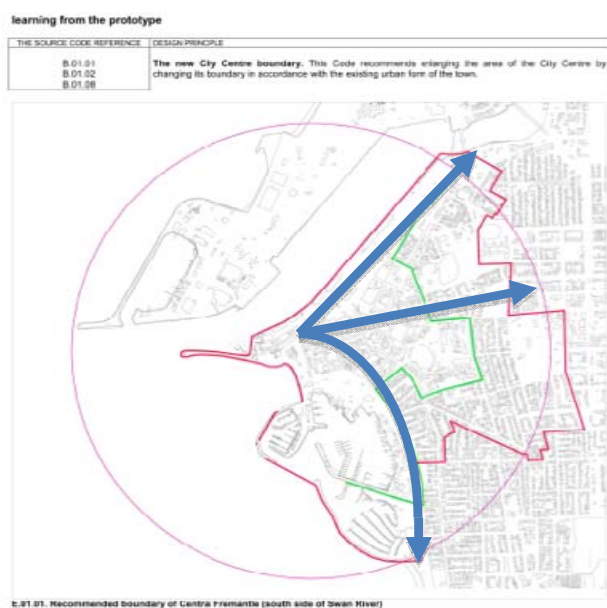 learning from the prototype
THE SOURCE CODE REFERENCE DESIGN PRINCIPLE
B.01.01
B.01.02
B.01.08
The new City Centre boundary. This Code recommends enlarging the area of the City Centre by
changing its boundary in accordance with the existing urban form of the town.
E.01.01. Recommended boundary of Centra Fremantle (south side of Swan River)